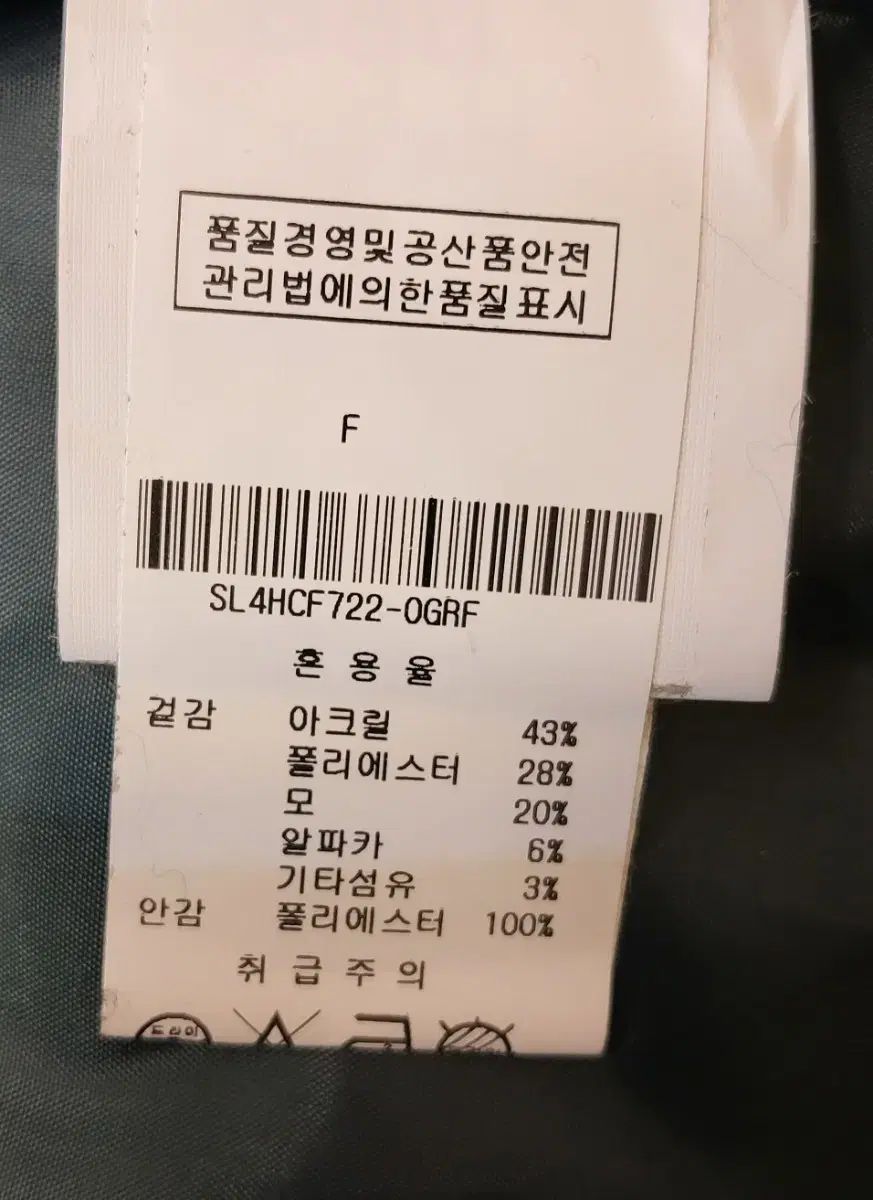 품질경영및공산품안전
관리법에의한품질표시
F
SL4HCF722-0GRF
혼 용 율
겉감 아크릴 43%
폴리에스터 28%
모 20%
알파카 6%
기타섬유 3%
안감 폴리에스터 100%
취 급 주 의
드라이